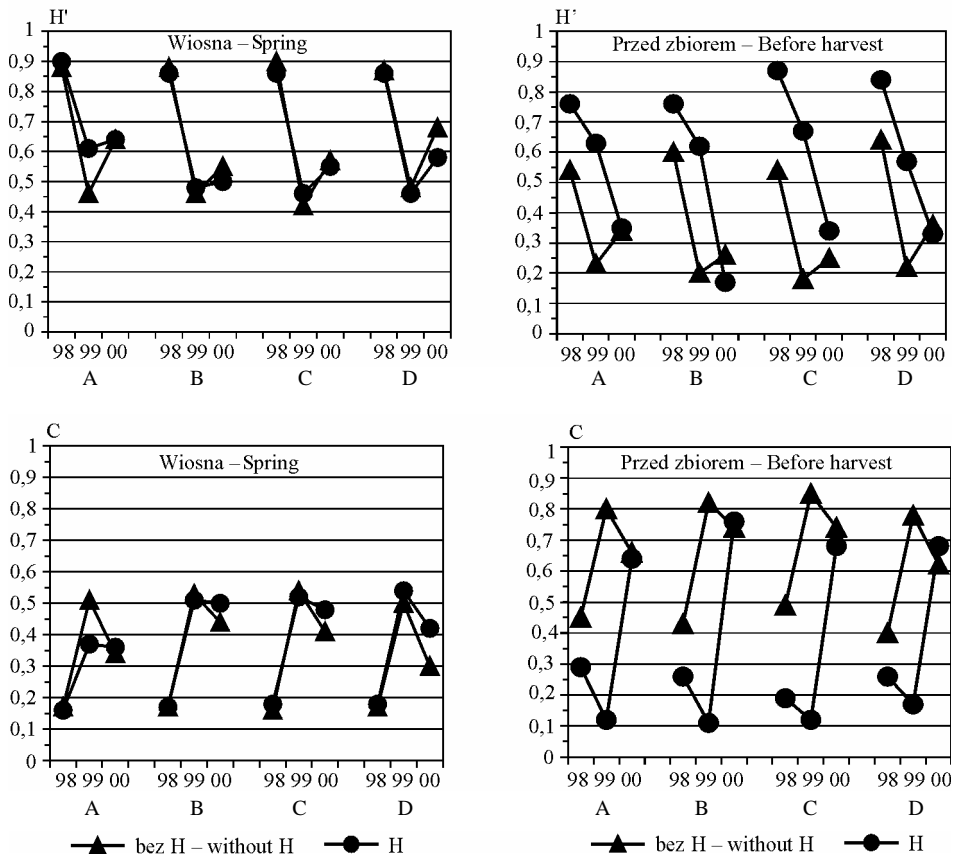 H'
Wiosna – Spring
1
0,9
0,8
0,7
0,6
0,5
0,4
0,3
0,2
0,1
0
98 99 00 98 99 00 98 99 00 98 99 00
A B C D
H’
Przed zbiorem – Before harvest
1
0,9
0,8
0,7
0,6
0,5
0,4
0,3
0,2
0,1
0
98 99 00 98 99 00 98 99 00 98 99 00
A B C D
C
Wiosna – Spring
1
0,9
0,8
0,7
0,6
0,5
0,4
0,3
0,2
0,1
0
98 99 00 98 99 00 98 99 00 98 99 00
A B C D
bez H – without H H
C
Przed zbiorem – Before harvest
1
0,9
0,8
0,7
0,6
0,5
0,4
0,3
0,2
0,1
0
98 99 00 98 99 00 98 99 00 98 99 00
A B C D
bez H – without H H